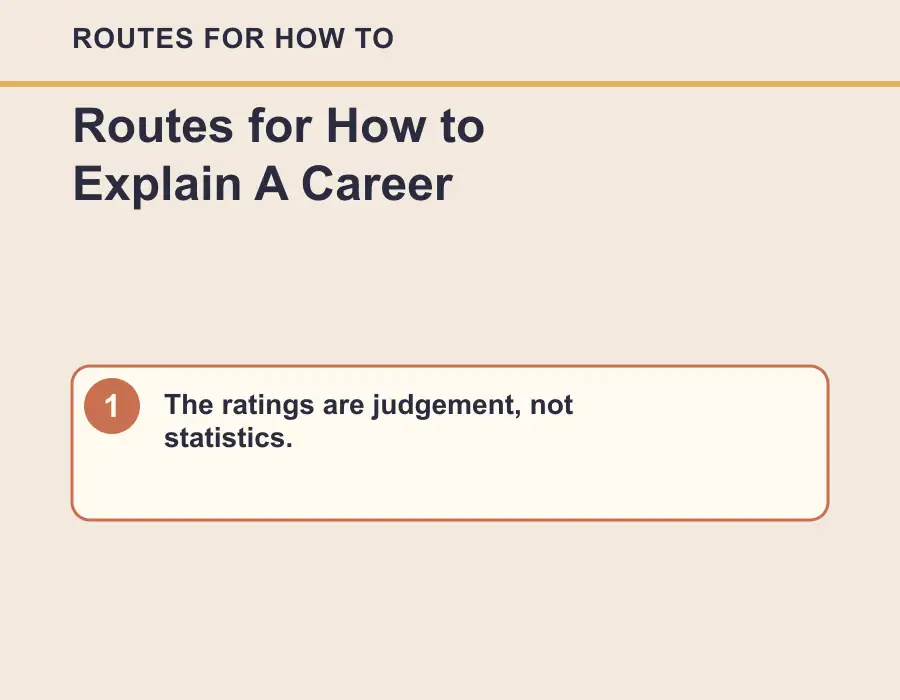 ROUTES FOR HOW TO
Routes for How to
Explain A Career
1
The ratings are judgement, not
statistics.